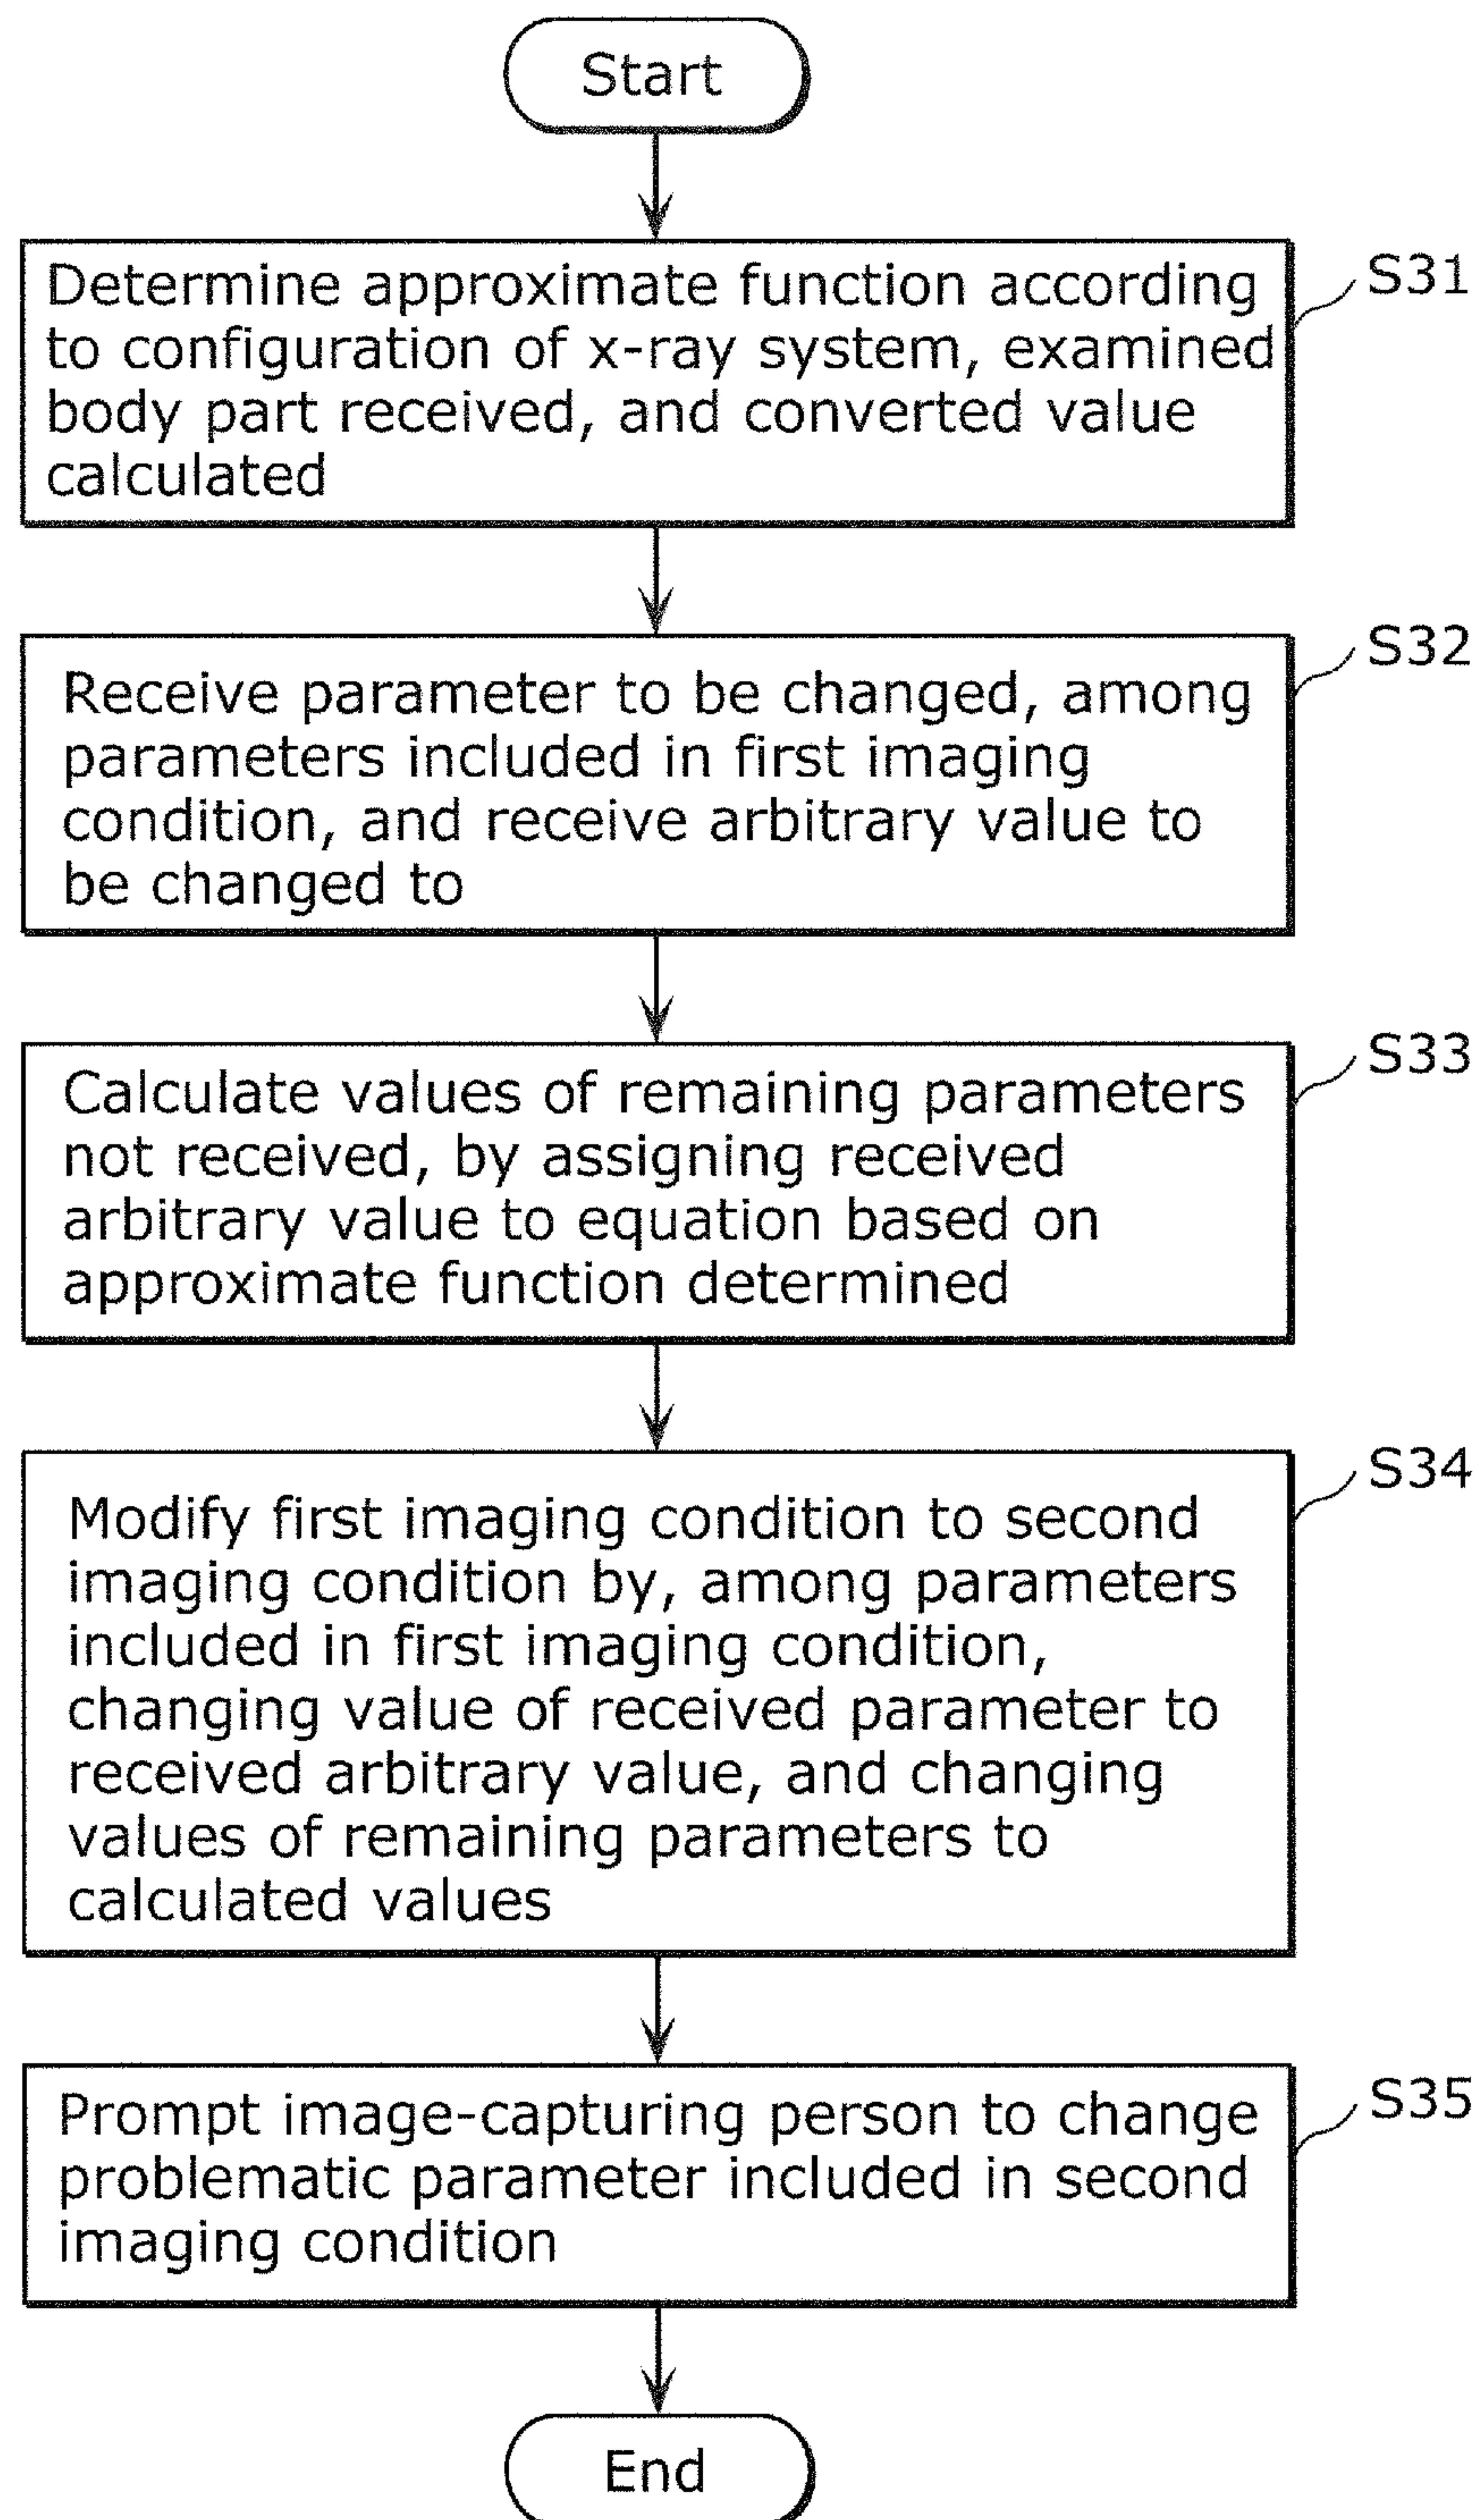 Start
Determine approximate function according
to configuration of x-ray system, examined
body part received, and converted value
calculated
S31
Receive parameter to be changed, among
parameters included in first imaging
condition, and receive arbitrary value to
be changed to
S32
Calculate values of remaining parameters
not received, by assigning received
arbitrary value to equation based on
approximate function determined
S33
Modify first imaging condition to second
imaging condition by, among parameters
included in first imaging condition,
changing value of received parameter to
received arbitrary value, and changing
values of remaining parameters to
calculated values
S34
Prompt image-capturing person to change
problematic parameter included in second
imaging condition
S35
End